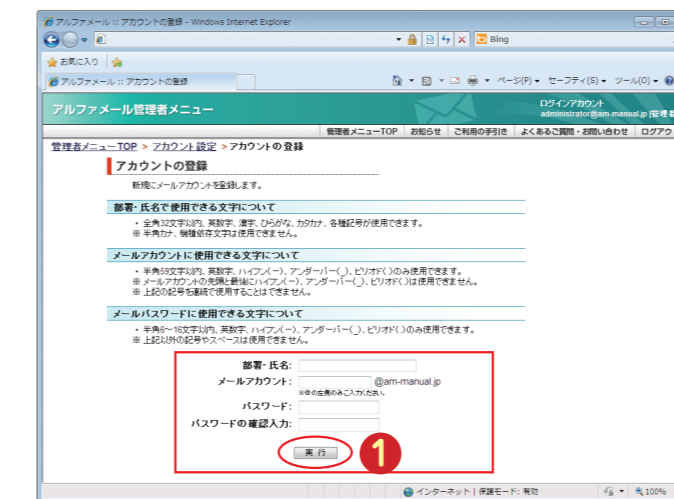 アルファメール :: アカウントの登録 - Windows Internet Explorer
Bing
お気に入り
アルファメール :: アカウントの登録
ページ(P) セーフティ(S) ツール(O)
アルファメール管理者メニュー
ログインアカウント
administrator@am-manual.jp [管理者
管理者メニューTOP お知らせ ご利用の手引き よくあるご質問・お問い合わせ ログアウ
管理者メニューTOP > アカウント設定 > アカウントの登録
アカウントの登録
新規にメールアカウントを登録します。
部署・氏名で使用できる文字について
・ 全角32文字以内、英数字、漢字、ひらがな、カタカナ、各種記号が使用できます。
※ 半角カナ、機種依存文字は使用できません。
メールアカウントに使用できる文字について
・ 半角59文字以内、英数字、ハイフン(-)、アンダーバー(_)、ピリオド(.)のみ使用できます。
※ メールアカウントの先頭と最後にハイフン(-)、アンダーバー(_)、ピリオド(.)は使用できません。
※ 上記の記号を連続で使用することはできません。
メールパスワードに使用できる文字について
・ 半角6～16文字以内、英数字、ハイフン(-)、アンダーバー(_)、ピリオド(.)のみ使用できます。
※ 上記以外の記号やスペースは使用できません。
部署・氏名:
メールアカウント: @am-manual.jp
※@の左側のみご入力ください。
パスワード:
パスワードの確認入力:
実行 1
インターネット | 保護モード: 有効 100%